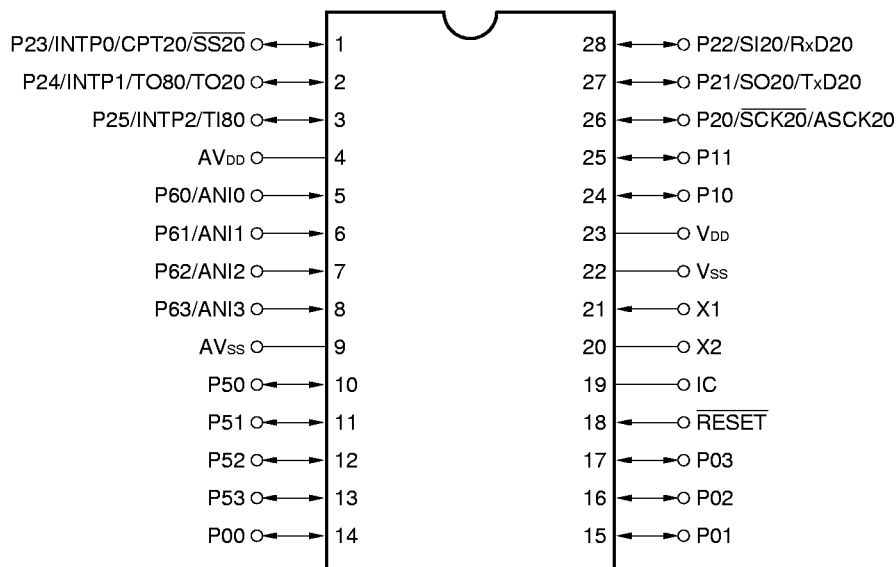 P23/INTP0/CPT20/SS20 1 28 P22/SI20/RxD20
P24/INTP1/TO80/TO20 2 27 P21/SO20/TxD20
P25/INTP2/TI80 3 26 P20/SCK20/ASCK20
AVDD 4 25 P11
P60/ANI0 5 24 P10
P61/ANI1 6 23 VDD
P62/ANI2 7 22 VSS
P63/ANI3 8 21 X1
AVSS 9 20 X2
P50 10 19 IC
P51 11 18 RESET
P52 12 17 P03
P53 13 16 P02
P00 14 15 P01